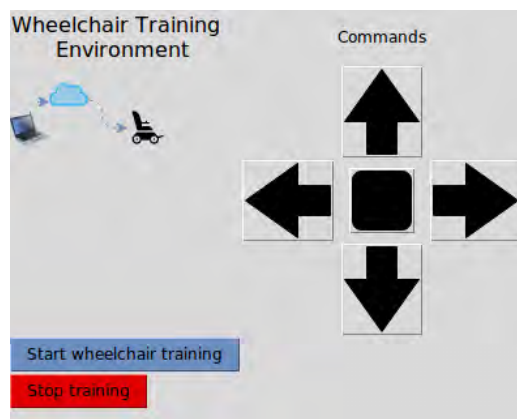 Wheelchair Training
Environment
Commands
Start wheelchair training
Stop training